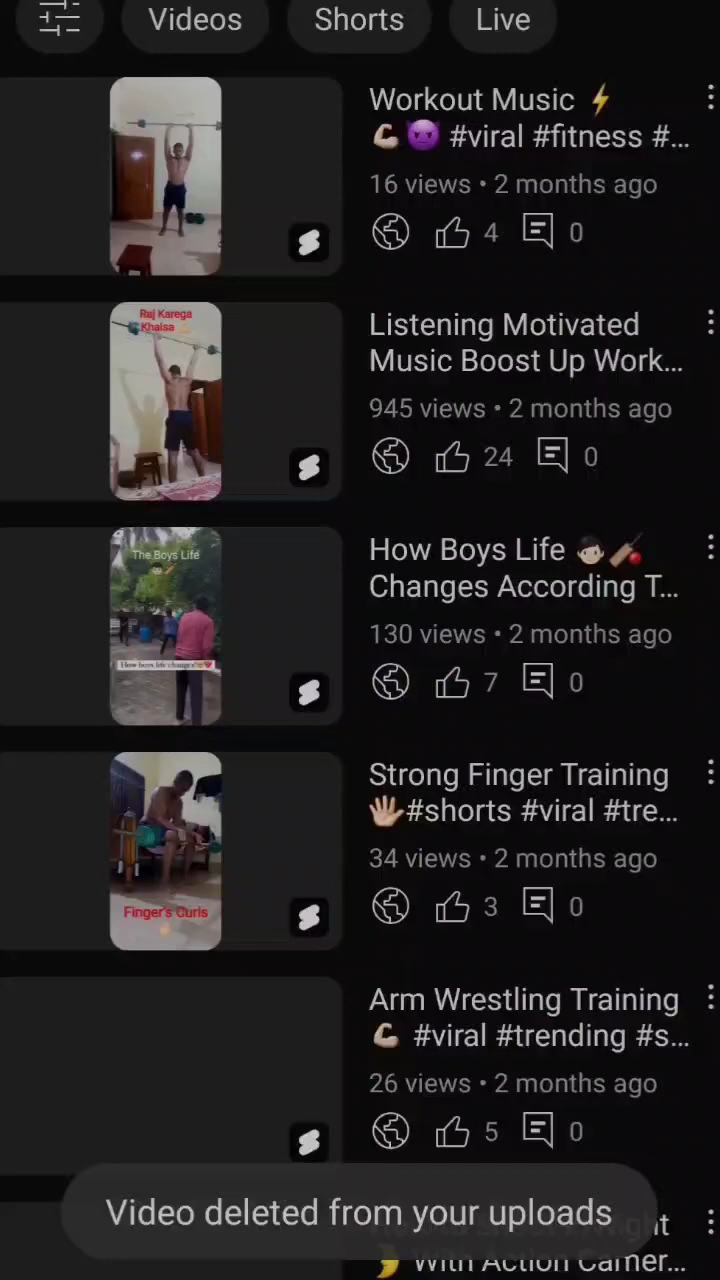 Videos
Shorts
Live
Workout Music ⚡
💪😈 #viral #fitness #...
16 views • 2 months ago
4
0
Raj Karega
Khalsa
Listening Motivated
Music Boost Up Work...
945 views • 2 months ago
24
0
The Boys Life
How boys life changes
How Boys Life 👦🏻🏏
Changes According T...
130 views • 2 months ago
7
0
Strong Finger Training
🖐🏼#shorts #viral #tre...
34 views • 2 months ago
3
0
Finger's Curls
Arm Wrestling Training
💪🏼 #viral #trending #s...
26 views • 2 months ago
5
0
Video deleted from your uploads
🌛 With Action Camer...